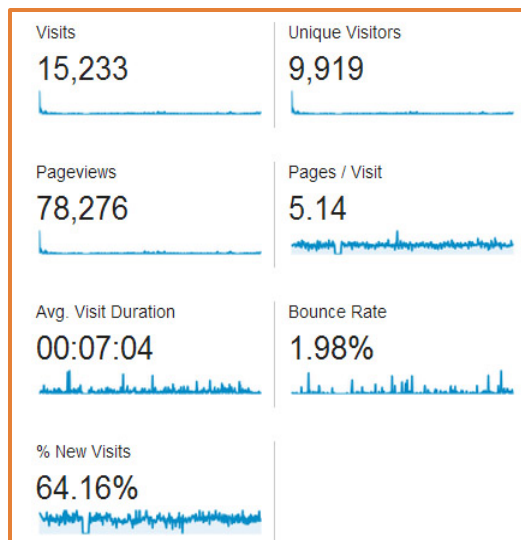 Visits
15,233
Unique Visitors
9,919
Pageviews
78,276
Pages / Visit
5.14
Avg. Visit Duration
00:07:04
Bounce Rate
1.98%
% New Visits
64.16%